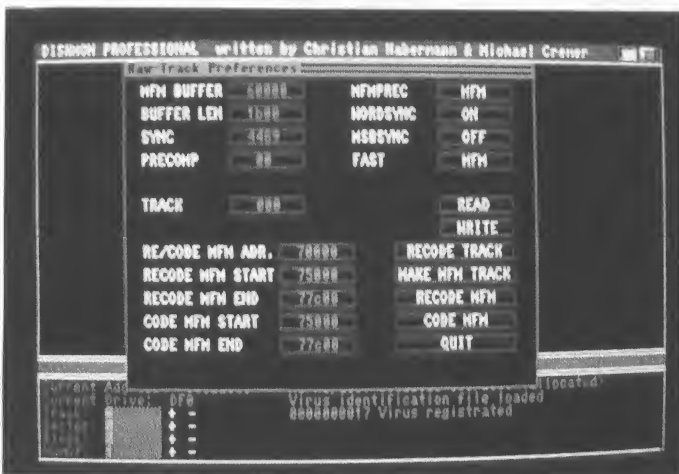 DISKMON PROFESSIONAL written by Christian Habermann & Michael Cremer
Raw Track Preferences
MFM BUFFER 60000 MFMPREC MFM
BUFFER LEN WORDSYNC ON
SYNC 4489 MSBSYNC OFF
PRECOMP 00 FAST MFM
TRACK 000 READ
WRITE
RE/CODE MFM ADR. 70000 RECODE TRACK
RECODE MFM START 75000 MAKE MFM TRACK
RECODE MFM END 77c00 RECODE MFM
CODE MFM START 75000 CODE MFM
CODE MFM END 77c00 QUIT
Drive: DF0 Virus identification file loaded
0000000017 Virus registrated